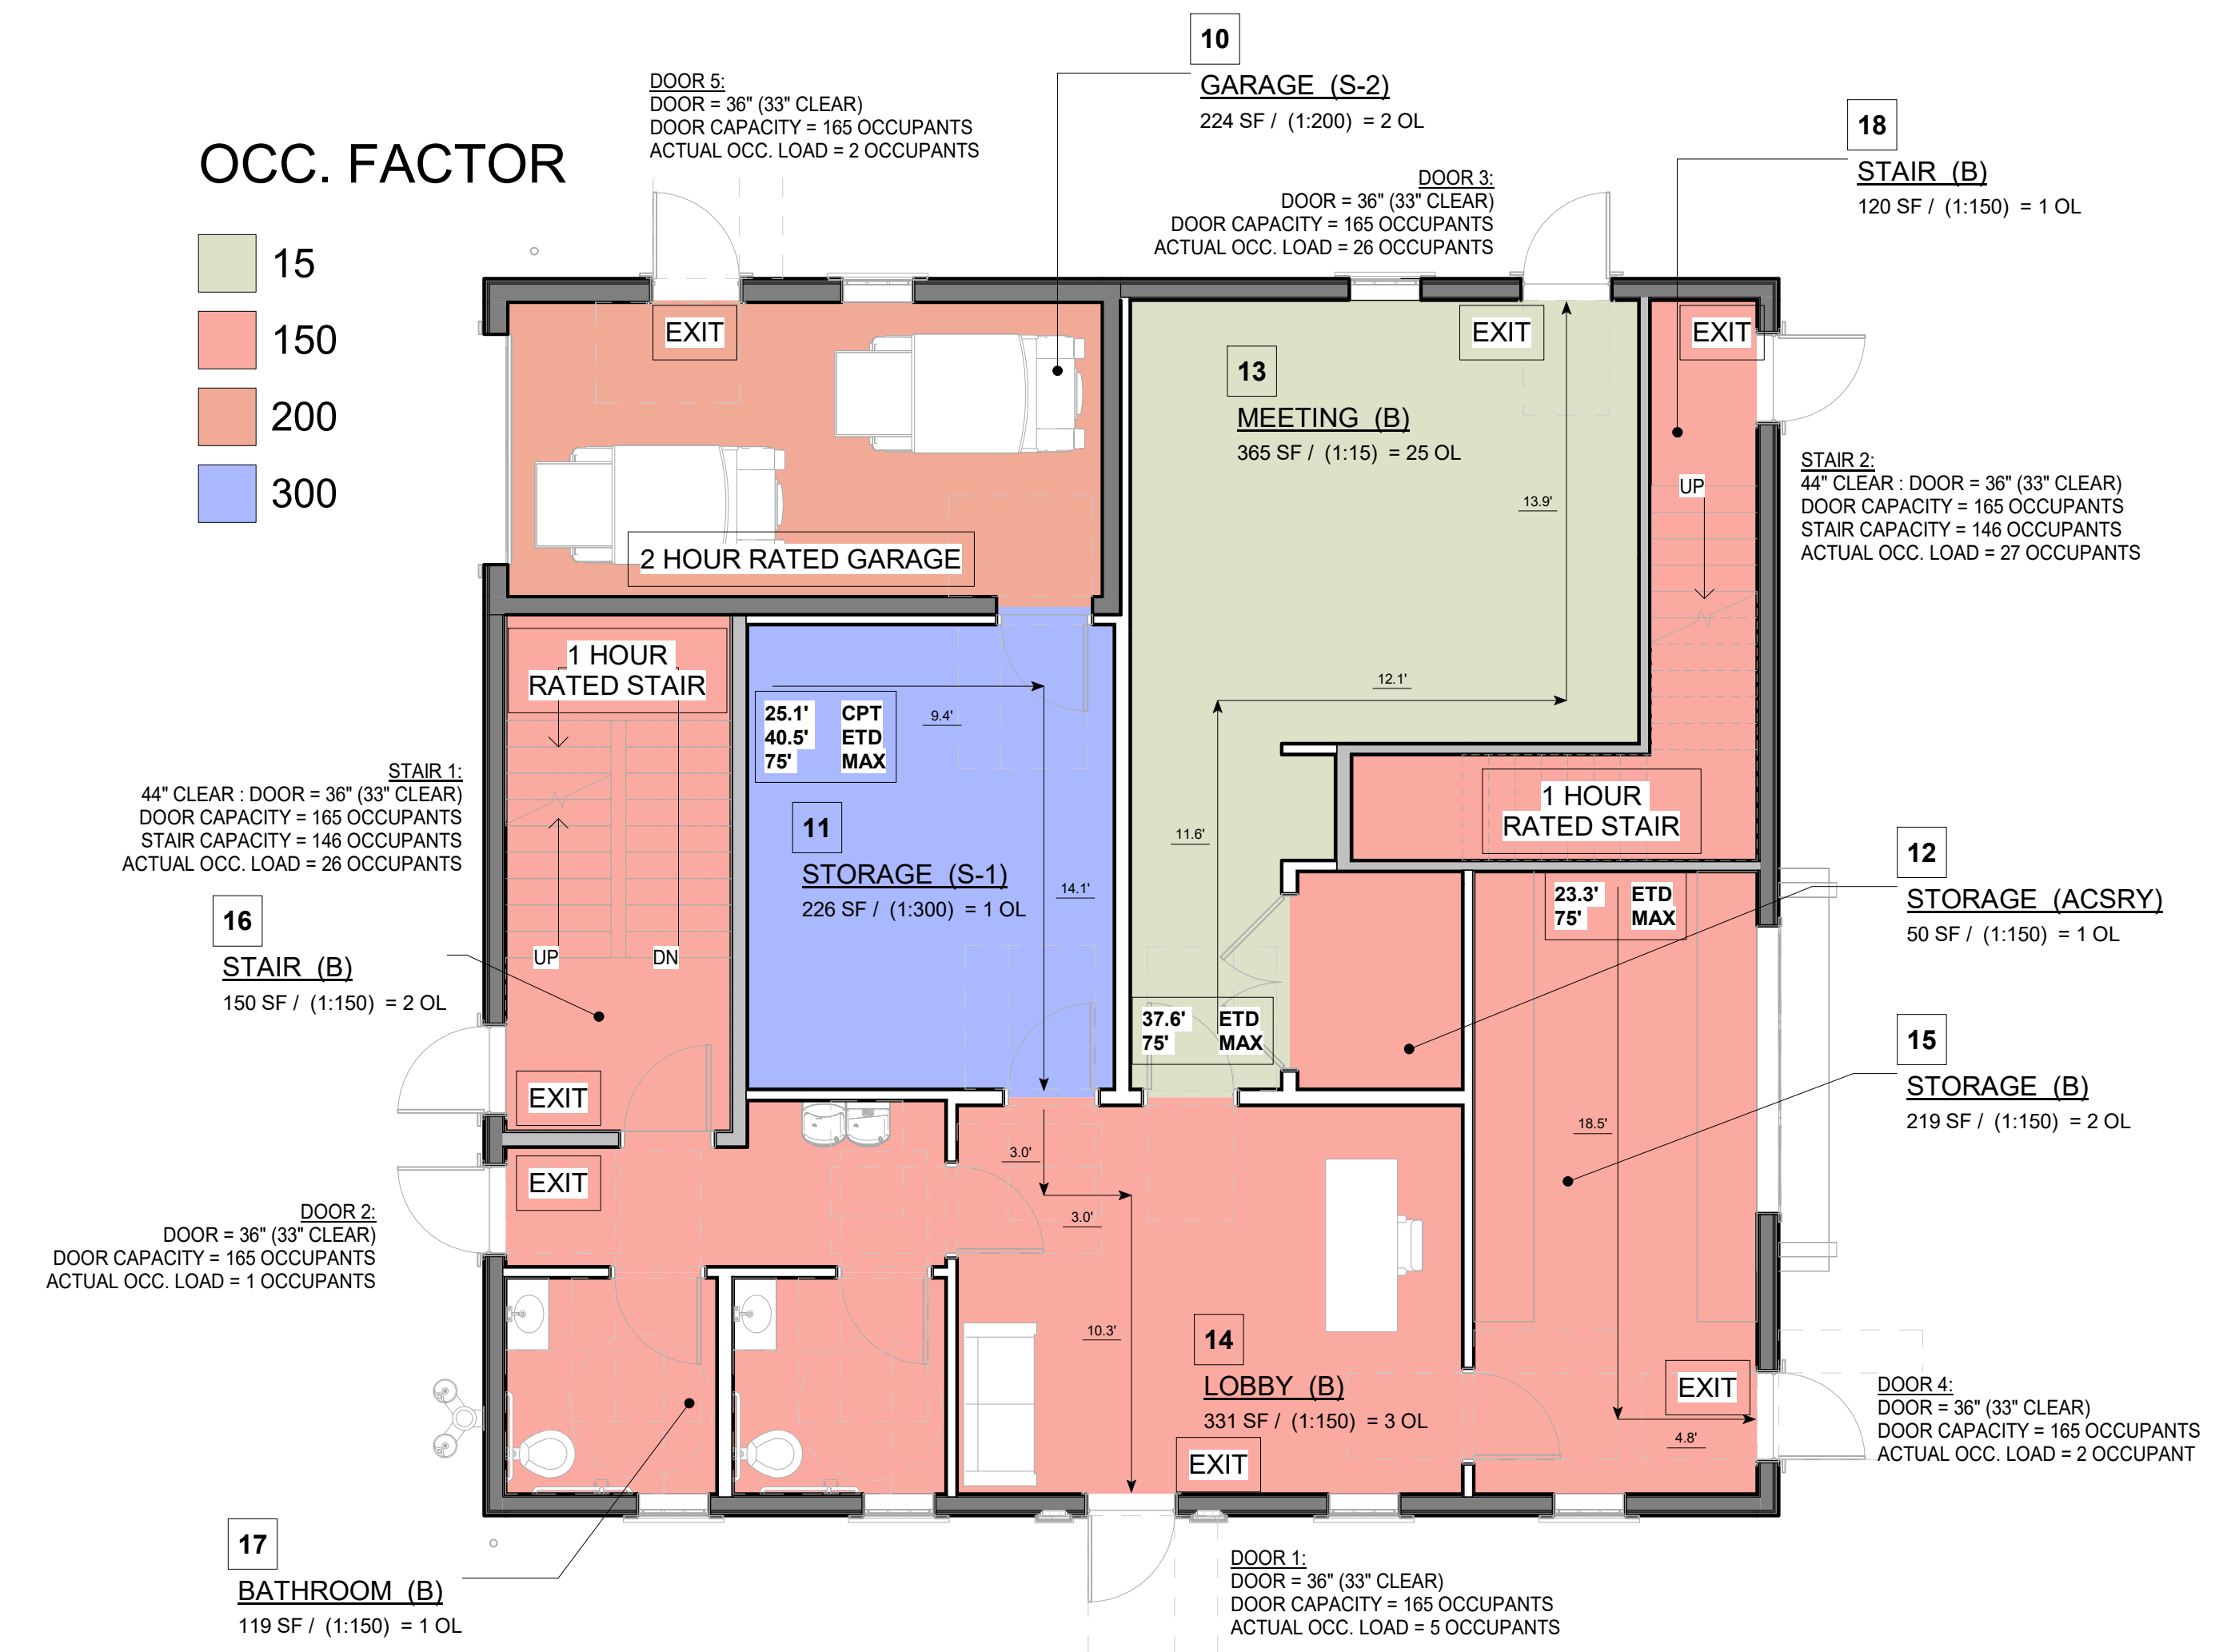 OCC. FACTOR
15
150
200
300
DOOR 5:
DOOR = 36" (33" CLEAR)
DOOR CAPACITY = 165 OCCUPANTS
ACTUAL OCC. LOAD = 2 OCCUPANTS
10
GARAGE (S-2)
224 SF / (1:200) = 2 OL
DOOR 3:
DOOR = 36" (33" CLEAR)
DOOR CAPACITY = 165 OCCUPANTS
ACTUAL OCC. LOAD = 26 OCCUPANTS
18
STAIR (B)
120 SF / (1:150) = 1 OL
EXIT
EXIT
EXIT
13
MEETING (B)
365 SF / (1:15) = 25 OL
13.9'
UP
STAIR 2:
44" CLEAR : DOOR = 36" (33" CLEAR)
DOOR CAPACITY = 165 OCCUPANTS
STAIR CAPACITY = 146 OCCUPANTS
ACTUAL OCC. LOAD = 27 OCCUPANTS
2 HOUR RATED GARAGE
1 HOUR
RATED STAIR
25.1' CPT
40.5' ETD
75' MAX
9.4'
12.1'
STAIR 1:
44" CLEAR : DOOR = 36" (33" CLEAR)
DOOR CAPACITY = 165 OCCUPANTS
STAIR CAPACITY = 146 OCCUPANTS
ACTUAL OCC. LOAD = 26 OCCUPANTS
11
STORAGE (S-1)
226 SF / (1:300) = 1 OL
14.1'
11.6'
1 HOUR
RATED STAIR
12
STORAGE (ACSRY)
50 SF / (1:150) = 1 OL
23.3' ETD
75' MAX
16
STAIR (B)
150 SF / (1:150) = 2 OL
UP
DN
37.6' ETD
75' MAX
15
STORAGE (B)
219 SF / (1:150) = 2 OL
EXIT
EXIT
18.5'
3.0'
3.0'
DOOR 2:
DOOR = 36" (33" CLEAR)
DOOR CAPACITY = 165 OCCUPANTS
ACTUAL OCC. LOAD = 1 OCCUPANTS
10.3'
14
LOBBY (B)
331 SF / (1:150) = 3 OL
EXIT
EXIT
4.8'
DOOR 4:
DOOR = 36" (33" CLEAR)
DOOR CAPACITY = 165 OCCUPANTS
ACTUAL OCC. LOAD = 2 OCCUPANT
17
BATHROOM (B)
119 SF / (1:150) = 1 OL
DOOR 1:
DOOR = 36" (33" CLEAR)
DOOR CAPACITY = 165 OCCUPANTS
ACTUAL OCC. LOAD = 5 OCCUPANTS